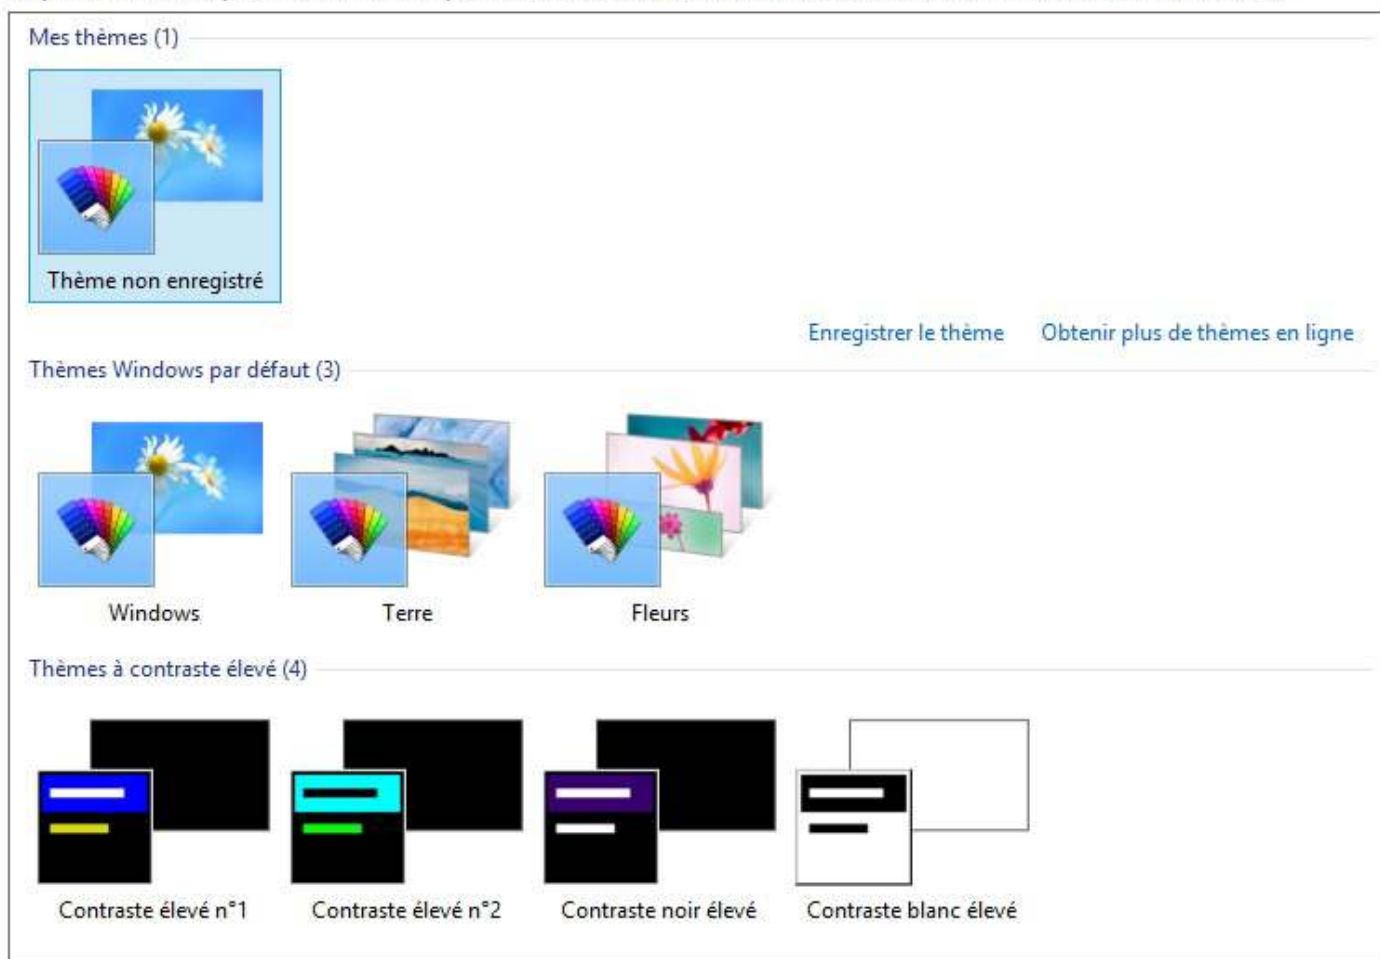 Mes thèmes (1)
Thème non enregistré
Enregistrer le thème Obtenir plus de thèmes en ligne
Thèmes Windows par défaut (3)
Windows Terre Fleurs
Thèmes à contraste élevé (4)
Contraste élevé n°1 Contraste élevé n°2 Contraste noir élevé Contraste blanc élevé